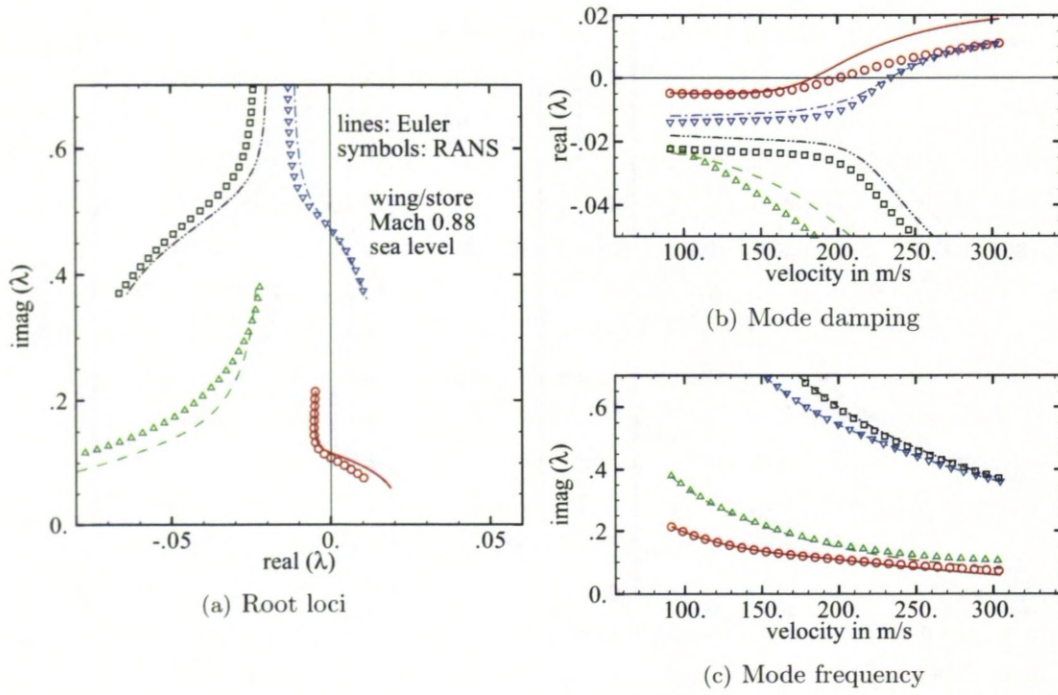 .6
.4
.2
0.
-.05
0.
.05
imag (λ)
real (λ)
lines: Euler
symbols: RANS
wing/store
Mach 0.88
sea level
(a) Root loci
.02
0.
-.02
-.04
real (λ)
100.
150.
200.
250.
300.
velocity in m/s
(b) Mode damping
.6
.4
.2
0.
imag (λ)
100.
150.
200.
250.
300.
velocity in m/s
(c) Mode frequency